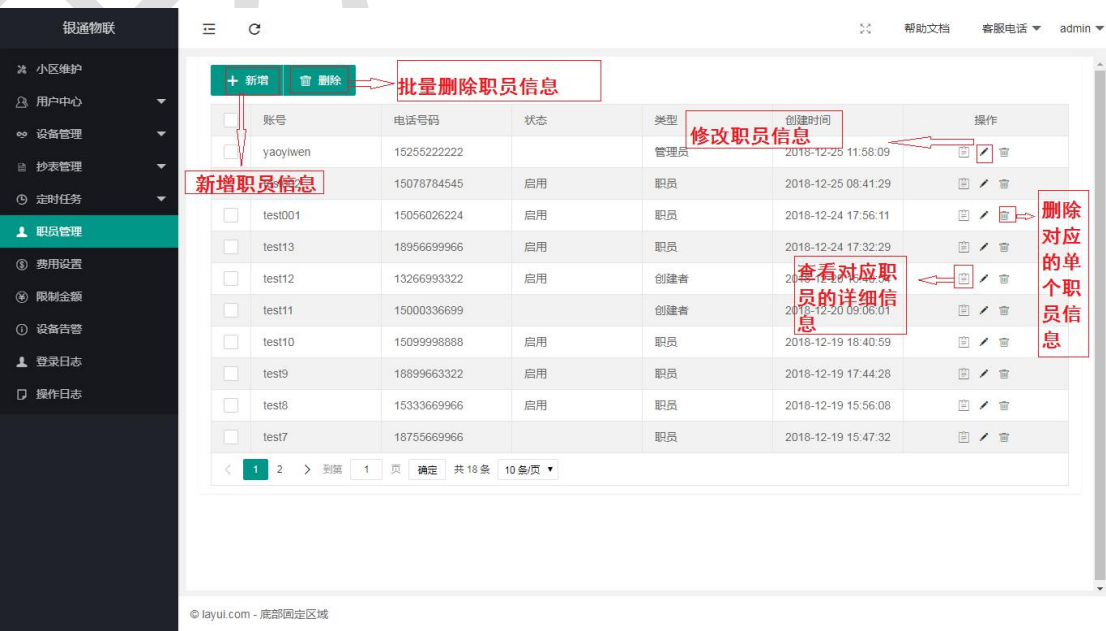 银通物联
帮助文档 客服电话 admin
小区维护
用户中心
设备管理
抄表管理
定时任务
职员管理
费用设置
限制金额
设备告警
登录日志
操作日志
新增 删除
批量删除职员信息
账号 电话号码 状态 类型 创建时间 操作
修改职员信息
yaoyiwen 15255222222 管理员 2018-12-25 11:58:09
新增职员信息
15078784545 启用 职员 2018-12-25 08:41:29
test001 15056026224 启用 职员 2018-12-24 17:56:11
test13 18956699966 启用 职员 2018-12-24 17:32:29
test12 13266993322 启用 创建者
test11 15000336699 创建者 2018-12-20 09:06:01
test10 15099998888 启用 职员 2018-12-19 18:40:59
test9 18899663322 启用 职员 2018-12-19 17:44:28
test8 15333669966 启用 职员 2018-12-19 15:56:08
test7 18755669966 职员 2018-12-19 15:47:32
查看对应职
员的详细信
息
删除
对应
的单
个职
员信
息
1 2 到第 1 页 确定 共 18 条 10 条/页
© layui.com - 底部固定区域